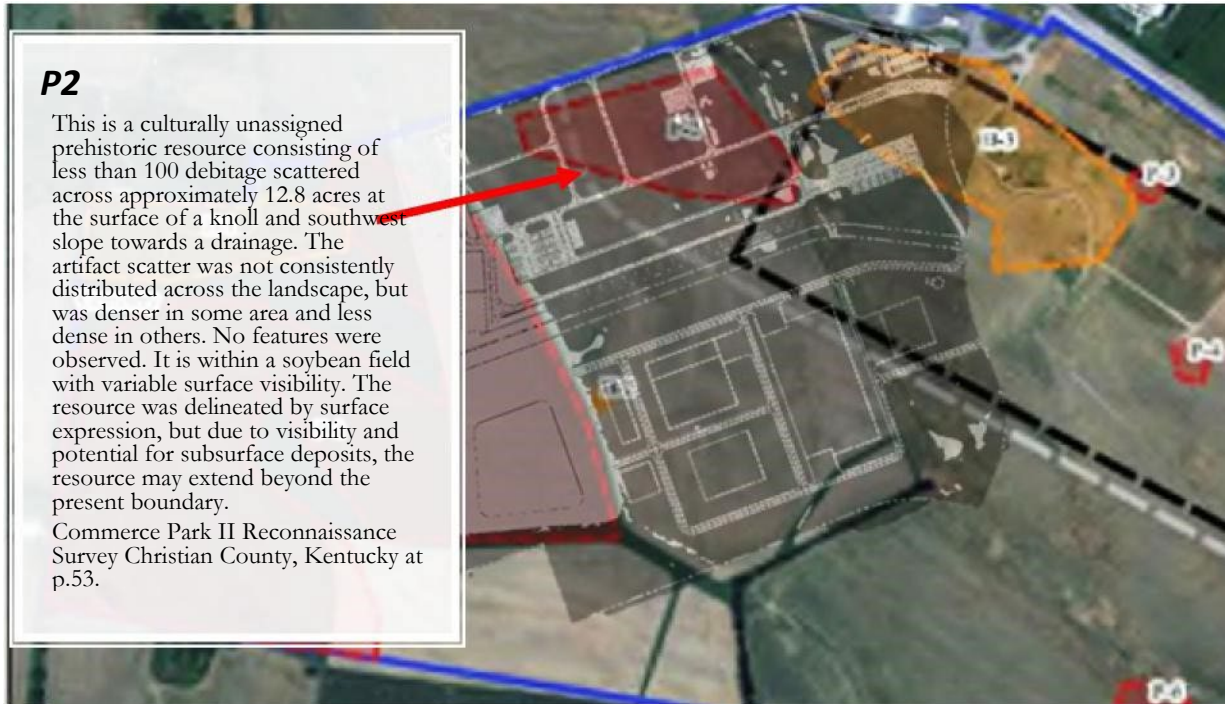 P2
This is a culturally unassigned
prehistoric resource consisting of
less than 100 debitage scattered
across approximately 12.8 acres at
the surface of a knoll and southwest
slope towards a drainage. The
artifact scatter was not consistently
distributed across the landscape, but
was denser in some area and less
dense in others. No features were
observed. It is within a soybean field
with variable surface visibility. The
resource was delineated by surface
expression, but due to visibility and
potential for subsurface deposits, the
resource may extend beyond the
present boundary.
Commerce Park II Reconnaissance
Survey Christian County, Kentucky at
p.53.
P-3
P-4